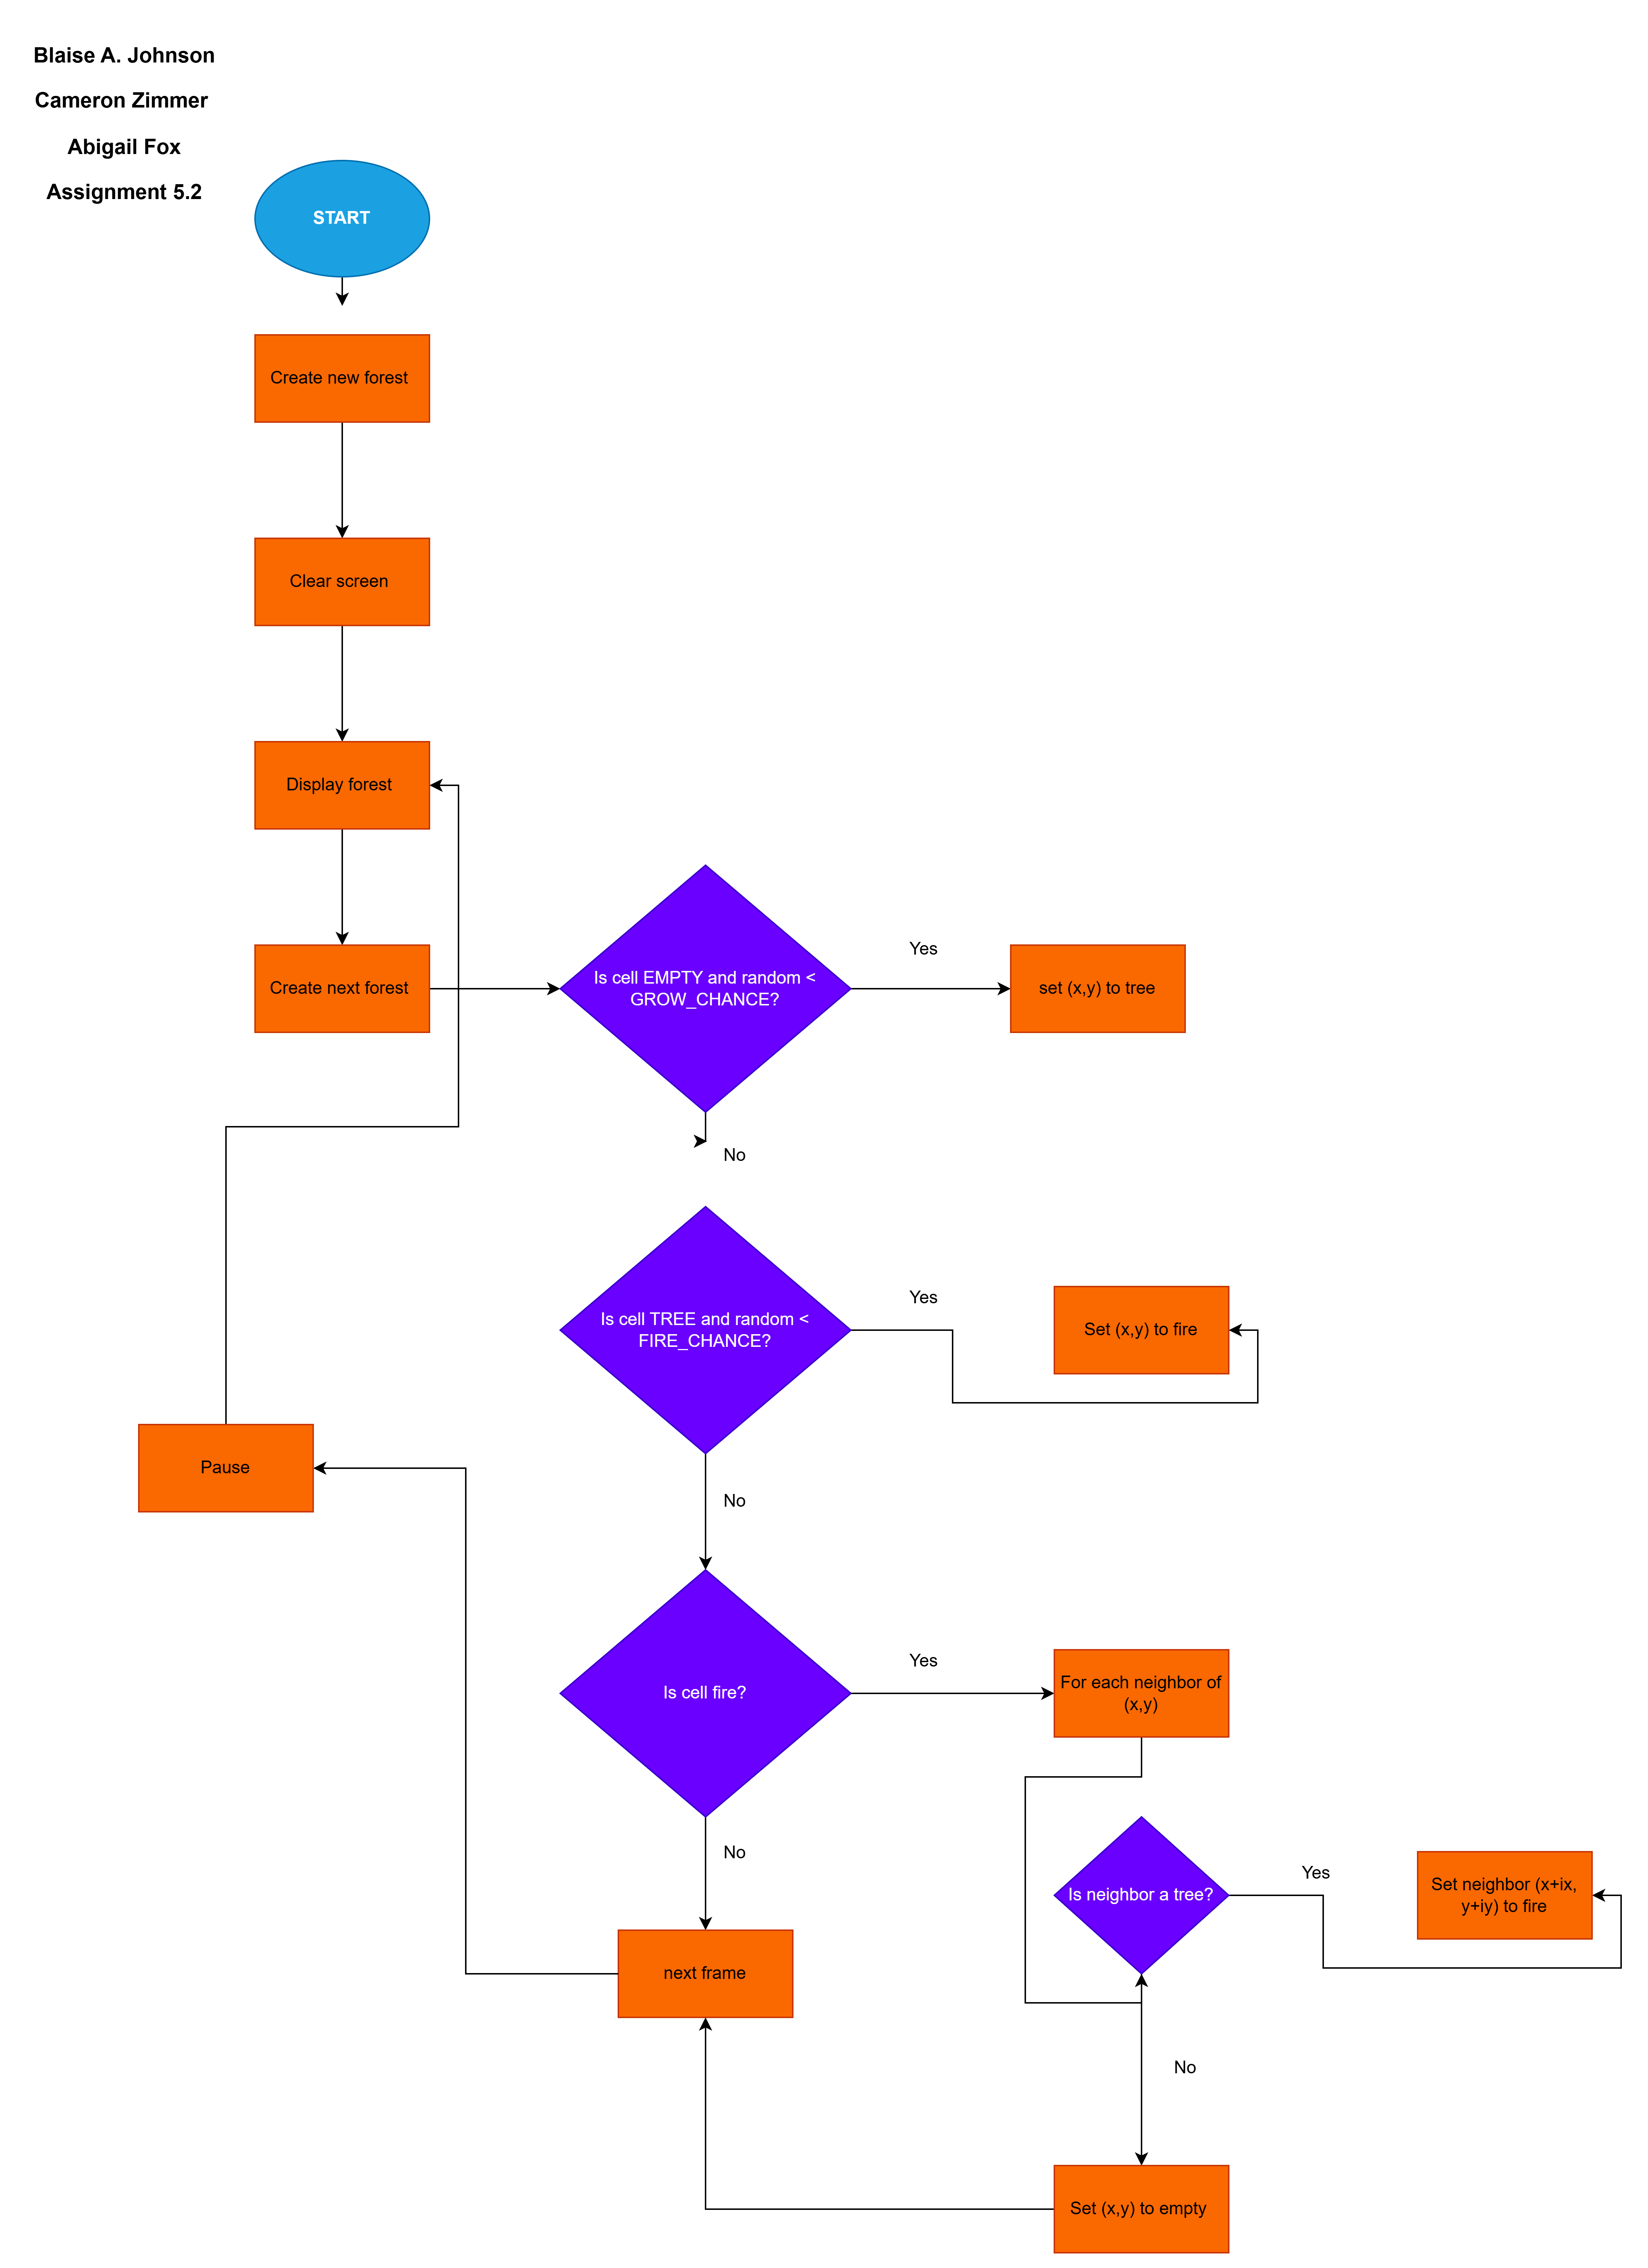 Blaise A. Johnson
Cameron Zimmer
Abigail Fox
Assignment 5.2
START
Create new forest
Clear screen
Display forest
Create next forest
Is cell EMPTY and random <
GROW_CHANCE?
Yes
set (x,y) to tree
No
Is cell TREE and random <
FIRE_CHANCE?
Yes
Set (x,y) to fire
Pause
No
Is cell fire?
Yes
For each neighbor of
(x,y)
No
Is neighbor a tree?
Yes
Set neighbor (x+ix,
y+iy) to fire
next frame
No
Set (x,y) to empty